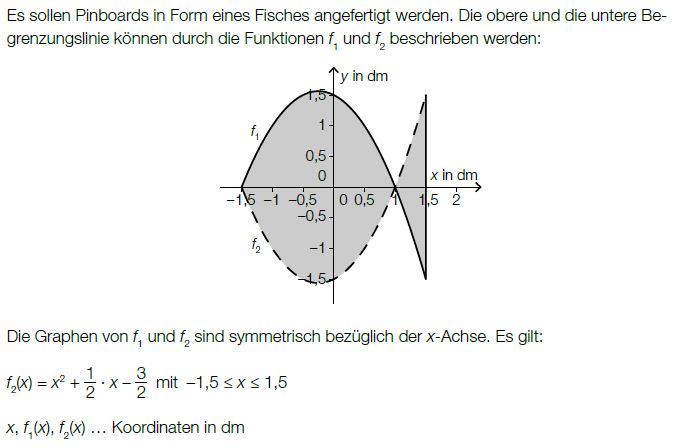 Es sollen Pinboards in Form eines Fisches angefertigt werden. Die obere und die untere Be-
grenzungslinie können durch die Funktionen f₁ und f₂ beschrieben werden:
y in dm
1,5
f₁
1
0,5
0
x in dm
–1,5 –1 –0,5 0 0,5 1 1,5 2
–0,5
f₂
–1
–1,5
Die Graphen von f₁ und f₂ sind symmetrisch bezüglich der x-Achse. Es gilt:
f₂(x) = x² + 1/2 · x – 3/2 mit –1,5 ≤ x ≤ 1,5
x, f₁(x), f₂(x) … Koordinaten in dm